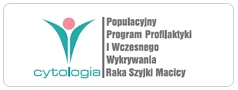 Populacyjny
Program Profilaktyki
I Wczesnego
Wykrywania
Raka Szyjki Macicy
cytologia